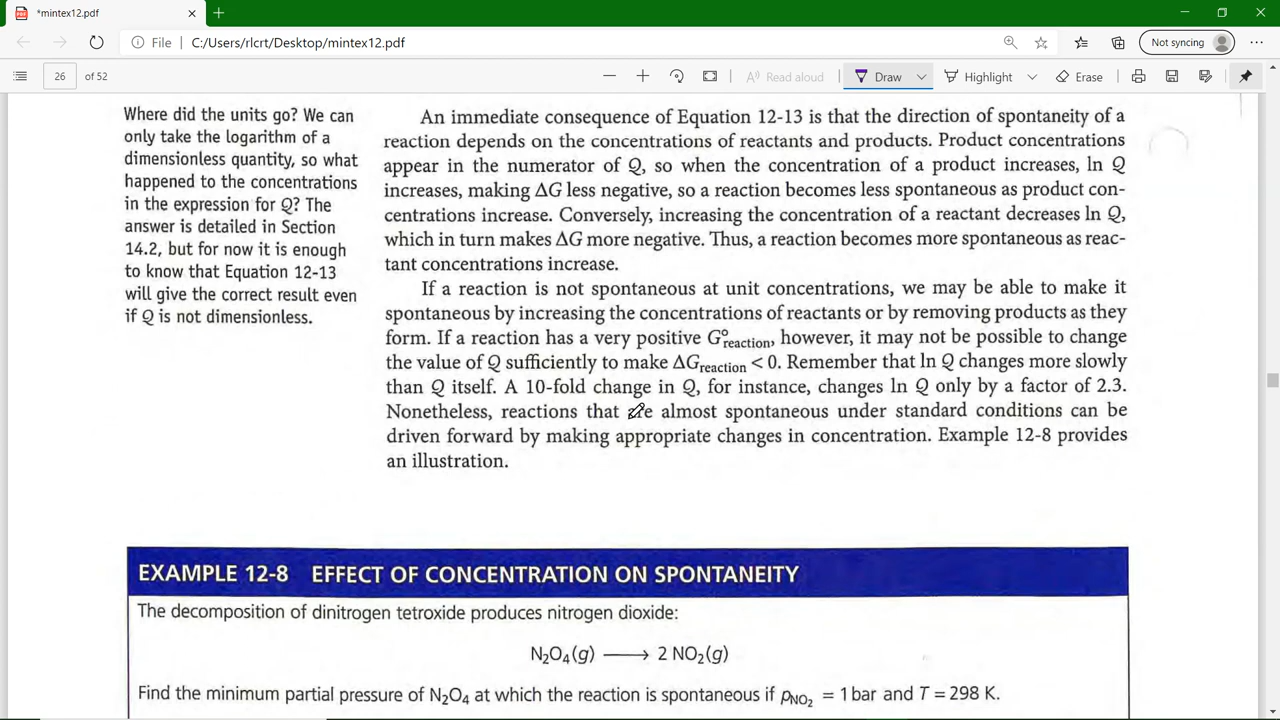 *mintex12.pdf
File C:/Users/rlcrt/Desktop/mintex12.pdf Not syncing
26 of 52 Read aloud Draw Highlight Erase
Where did the units go? We can
only take the logarithm of a
dimensionless quantity, so what
happened to the concentrations
in the expression for Q? The
answer is detailed in Section
14.2, but for now it is enough
to know that Equation 12-13
will give the correct result even
if Q is not dimensionless.
An immediate consequence of Equation 12-13 is that the direction of spontaneity of a
reaction depends on the concentrations of reactants and products. Product concentrations
appear in the numerator of Q, so when the concentration of a product increases, ln Q
increases, making ΔG less negative, so a reaction becomes less spontaneous as product con-
centrations increase. Conversely, increasing the concentration of a reactant decreases ln Q,
which in turn makes ΔG more negative. Thus, a reaction becomes more spontaneous as reac-
tant concentrations increase.
If a reaction is not spontaneous at unit concentrations, we may be able to make it
spontaneous by increasing the concentrations of reactants or by removing products as they
form. If a reaction has a very positive G°reaction, however, it may not be possible to change
the value of Q sufficiently to make ΔGreaction < 0. Remember that ln Q changes more slowly
than Q itself. A 10-fold change in Q, for instance, changes ln Q only by a factor of 2.3.
Nonetheless, reactions that are almost spontaneous under standard conditions can be
driven forward by making appropriate changes in concentration. Example 12-8 provides
an illustration.
EXAMPLE 12-8 EFFECT OF CONCENTRATION ON SPONTANEITY
The decomposition of dinitrogen tetroxide produces nitrogen dioxide:
N₂O₄(g) ⟶ 2 NO₂(g)
Find the minimum partial pressure of N₂O₄ at which the reaction is spontaneous if pNO₂ = 1 bar and T = 298 K.